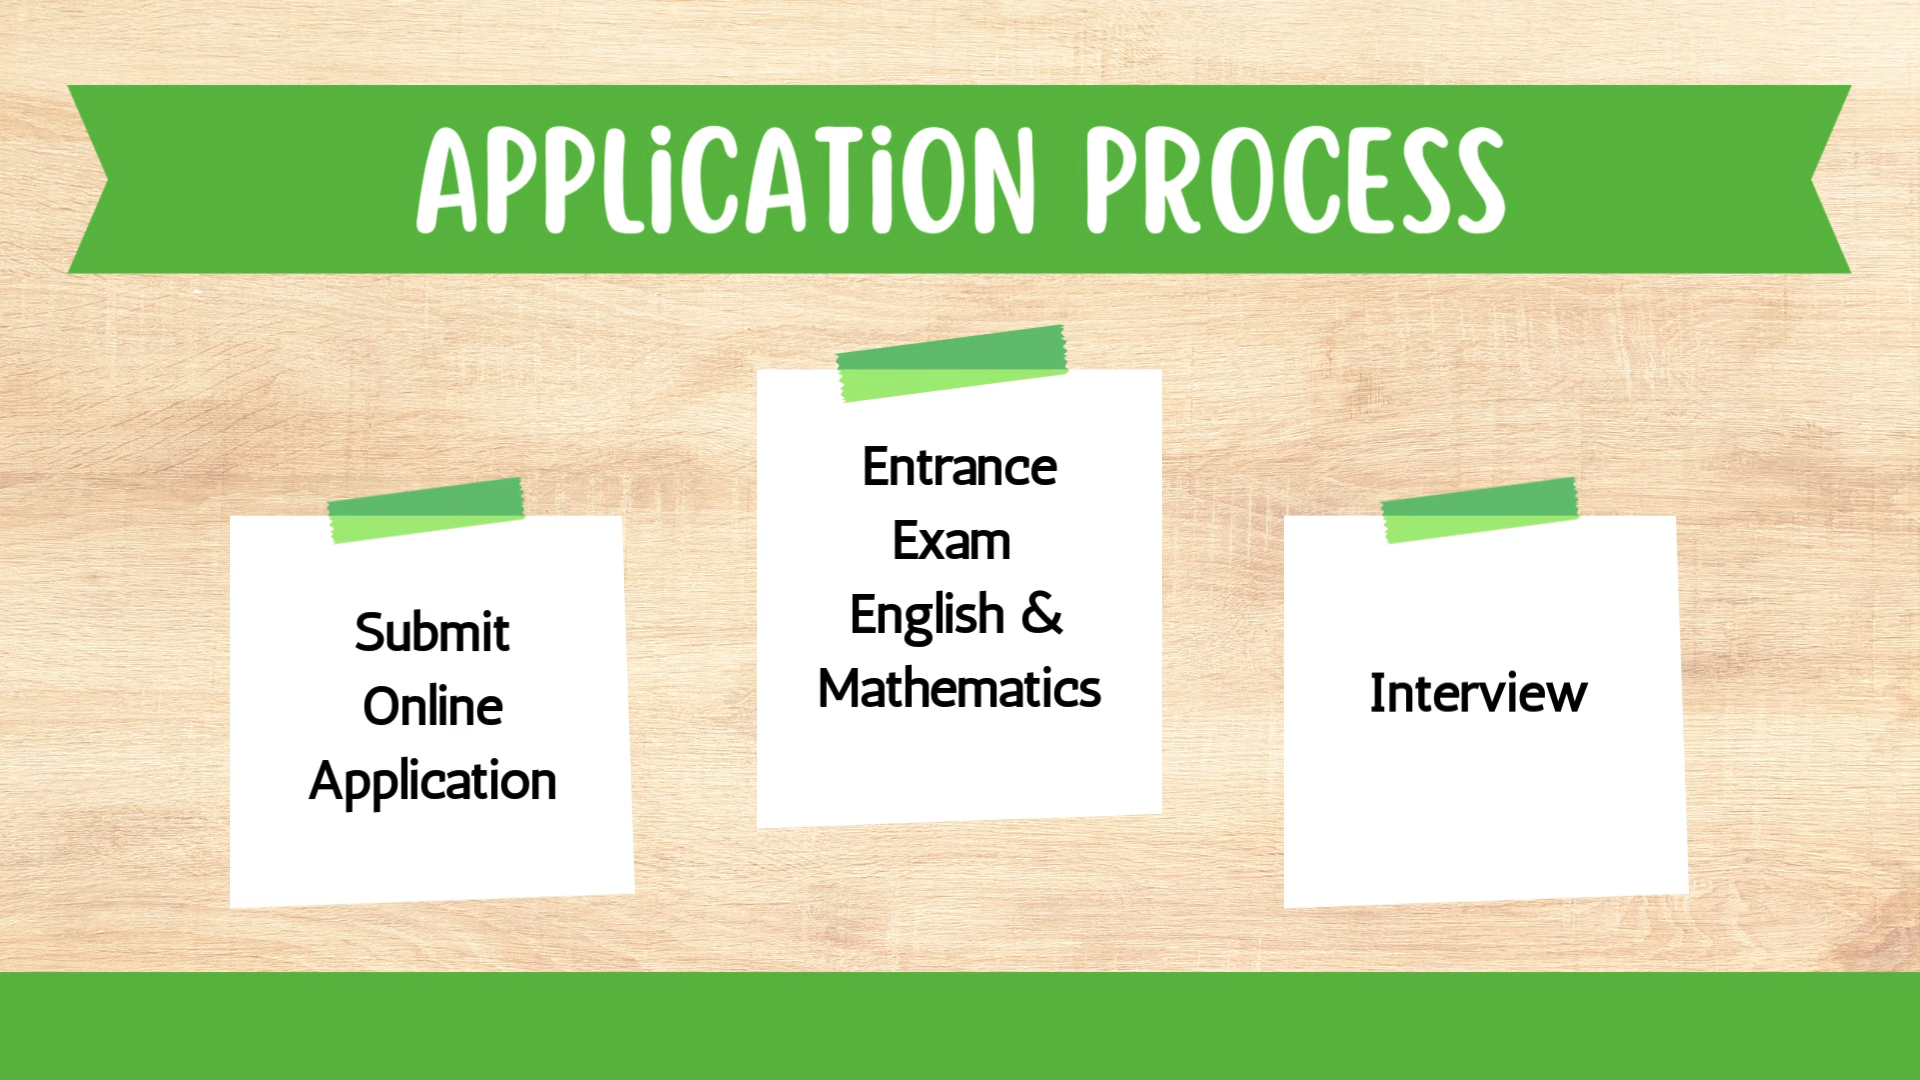 APPLiCATiON PROCESS
Submit
Online
Application
Entrance
Exam
English &
Mathematics
Interview